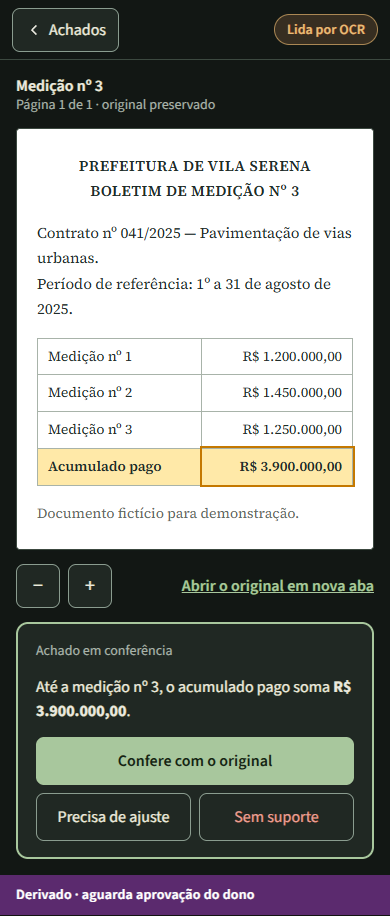 Achados
Lida por OCR
Medição nº 3
Página 1 de 1 · original preservado
PREFEITURA DE VILA SERENA
BOLETIM DE MEDIÇÃO Nº 3
Contrato nº 041/2025 — Pavimentação de vias
urbanas.
Período de referência: 1º a 31 de agosto de
2025.
Medição nº 1 R$ 1.200.000,00
Medição nº 2 R$ 1.450.000,00
Medição nº 3 R$ 1.250.000,00
Acumulado pago R$ 3.900.000,00
Documento fictício para demonstração.
− +
Abrir o original em nova aba
Achado em conferência
Até a medição nº 3, o acumulado pago soma R$
3.900.000,00.
Confere com o original
Precisa de ajuste
Sem suporte
Derivado · aguarda aprovação do dono